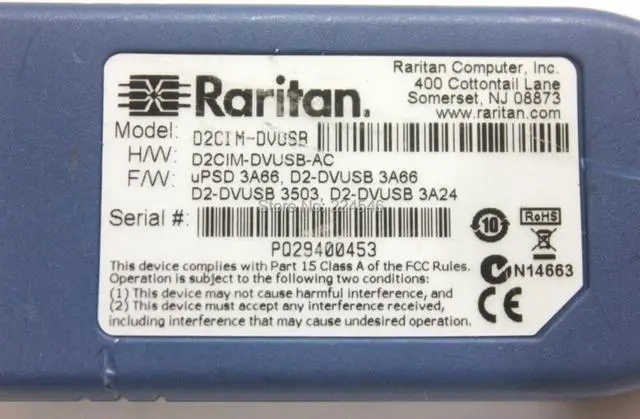 Raritan.
Raritan Computer, Inc.
400 Cottontail Lane
Somerset, NJ 08873
www.raritan.com
Model: D2CIM-DVUSB
H/W: D2CIM-DVUSB-AC
F/W: uPSD 3A66, D2-DVUSB 3A66
D2-DVUSB 3503, D2-DVUSB 3A24
Store No.: 224546
Serial #:
PQ29400453
10
RoHS
N14663
CE
This device complies with Part 15 Class A of the FCC Rules.
Operation is subject to the following two conditions:
(1) This device may not cause harmful interference, and
(2) This device must accept any interference received,
including interference that may cause undesired operation.